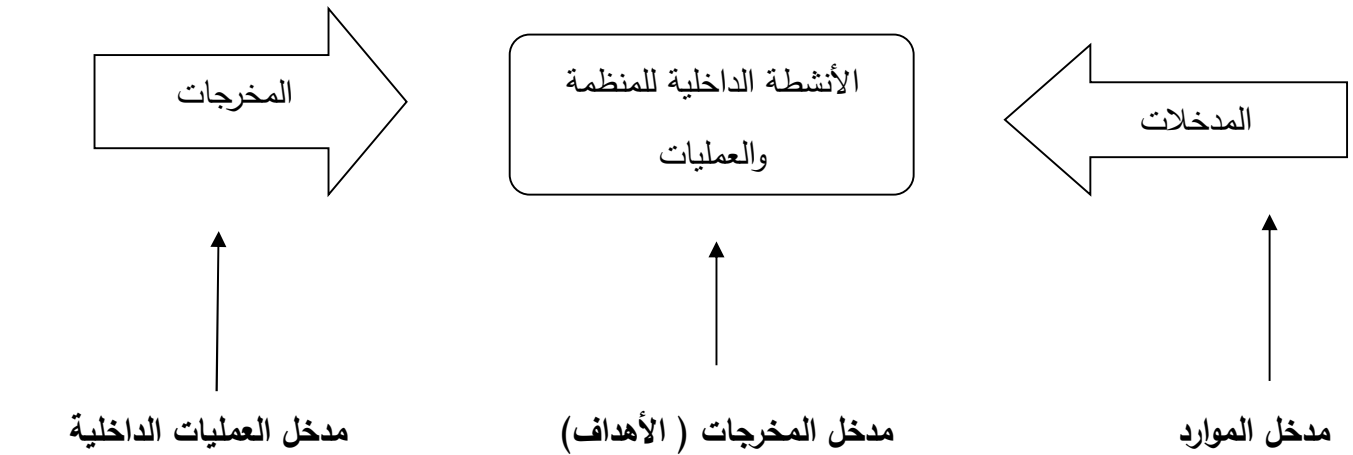 المدخلات
الأنشطة الداخلية للمنظمة
والعمليات
المخرجات
مدخل الموارد
مدخل المخرجات ( الأهداف)
مدخل العمليات الداخلية